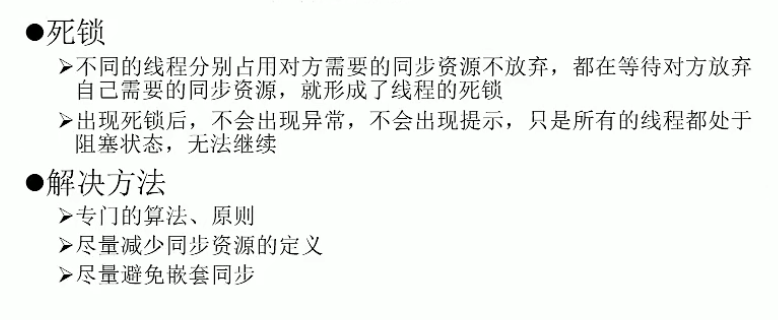 ●死锁
➢不同的线程分别占用对方需要的同步资源不放弃，都在等待对方放弃
自己需要的同步资源，就形成了线程的死锁
➢出现死锁后，不会出现异常，不会出现提示，只是所有的线程都处于
阻塞状态，无法继续
●解决方法
➢专门的算法、原则
➢尽量减少同步资源的定义
➢尽量避免嵌套同步